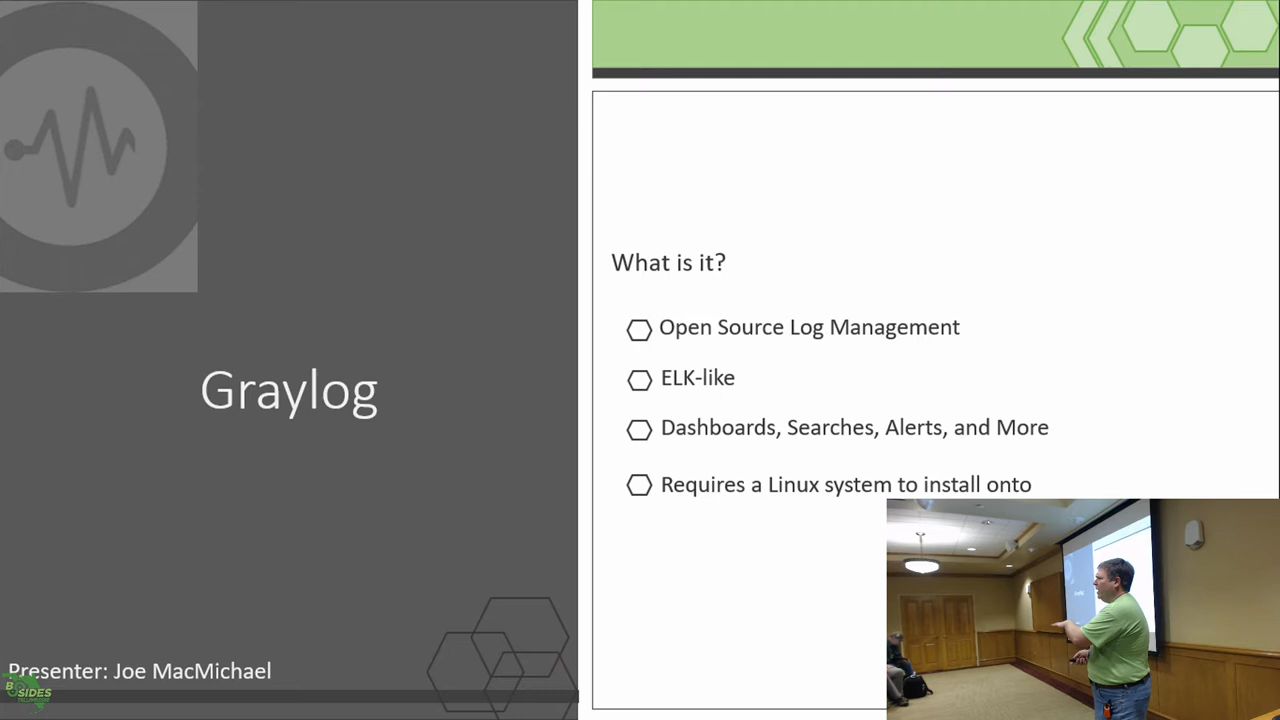 Graylog
Presenter: Joe MacMichael
B SIDES
TALLAHASSEE
What is it?
Open Source Log Management
ELK-like
Dashboards, Searches, Alerts, and More
Requires a Linux system to install onto